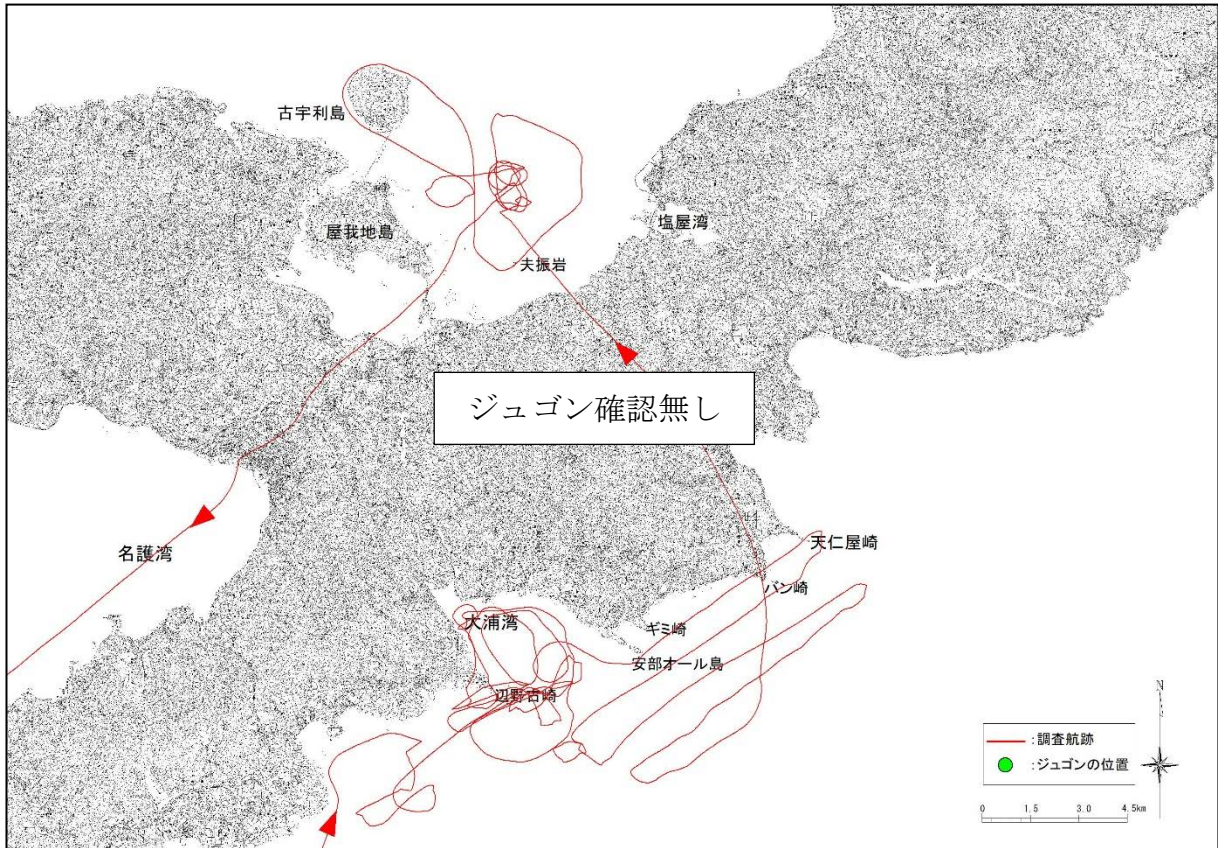 古宇利島
屋我地島
塩屋湾
夫振岩
ジュゴン確認無し
名護湾
天仁屋崎
バン崎
ギミ崎
大浦湾
安部オール島
辺野古崎
N
:調査航跡
:ジュゴンの位置
0 1.5 3.0 4.5km